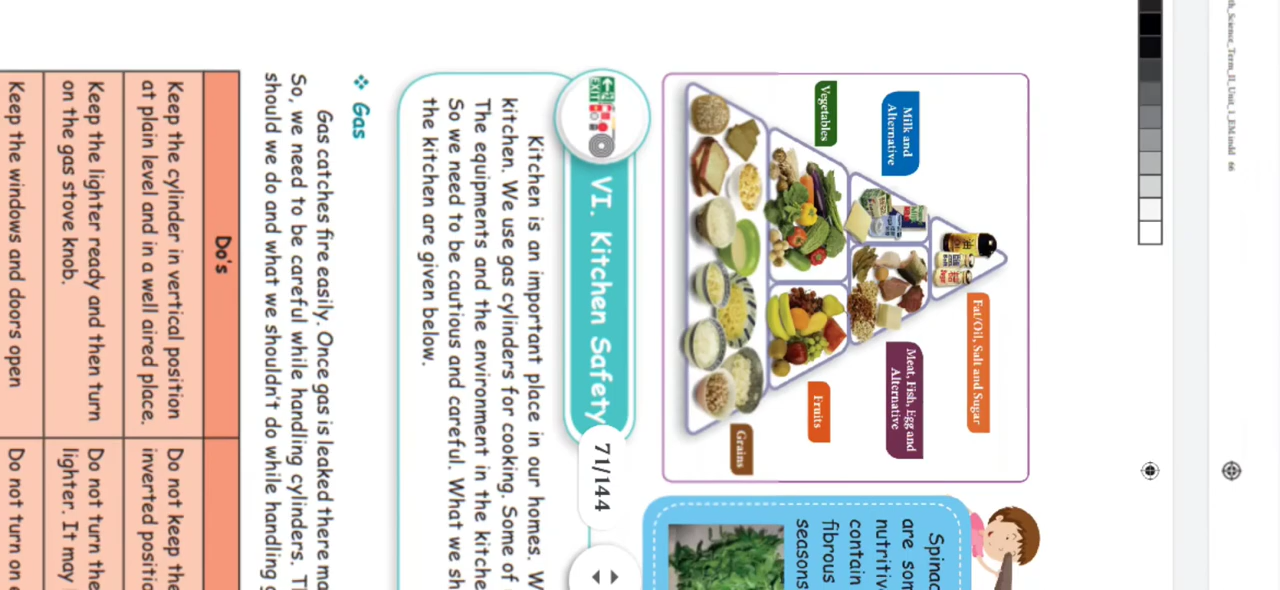 Fat/Oil, Salt and Sugar
Milk and
Alternative
Meat, Fish, Egg and
Alternative
Vegetables
Fruits
Grains
are som
nutritiv
contain
fibrous
seasons
EXIT
VI. Kitchen Safety
71/144
Kitchen is an important place in our homes. W
kitchen. We use gas cylinders for cooking. Some of
The equipments and the environment in the kitche
So we need to be cautious and careful. What we sh
the kitchen are given below.
❖ Gas
Gas catches fire easily. Once gas is leaked there ma
So, we need to be careful while handling cylinders. T
should we do and what we shouldn't do while handling
Do's
Keep the cylinder in vertical position
at plain level and in a well aired place.
Do not keep the
inverted positio
Keep the lighter ready and then turn
on the gas stove knob.
Do not turn the
lighter. It may
Keep the windows and doors open
Do not turn on